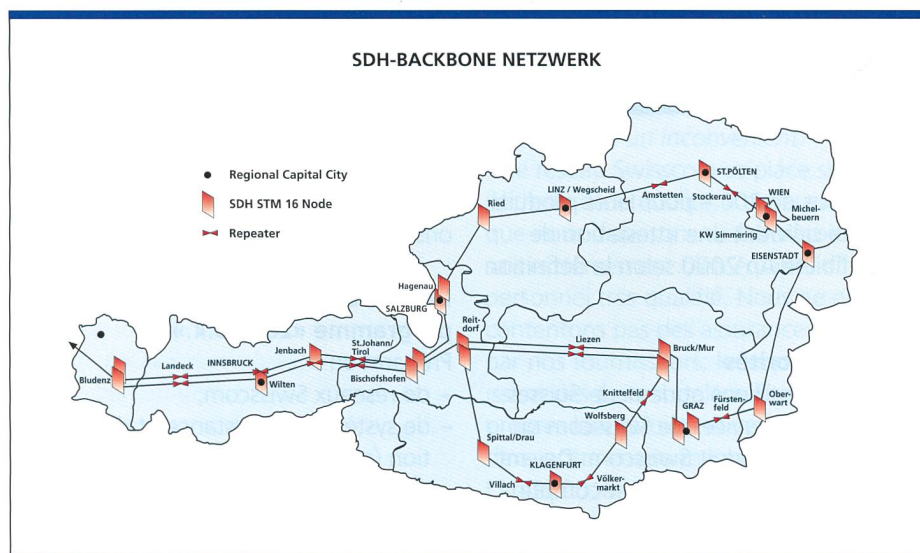 SDH-BACKBONE NETZWERK
Regional Capital City
SDH STM 16 Node
Repeater
ST.PÖLTEN
LINZ / Wegscheid
Amstetten
Stockerau
WIEN
Michel-
beuern
KW Simmering
EISENSTADT
Ried
Hagenau
SALZBURG
Reit-
dorf
St.Johann/
Tirol
Jenbach
Bischofshofen
INNSBRUCK
Landeck
Wilten
Bludenz
Liezen
Bruck/Mur
Knittelfeld
GRAZ
Fürsten-
feld
Ober-
wart
Wolfsberg
Spittal/Drau
KLAGENFURT
Villach
Völker-
markt